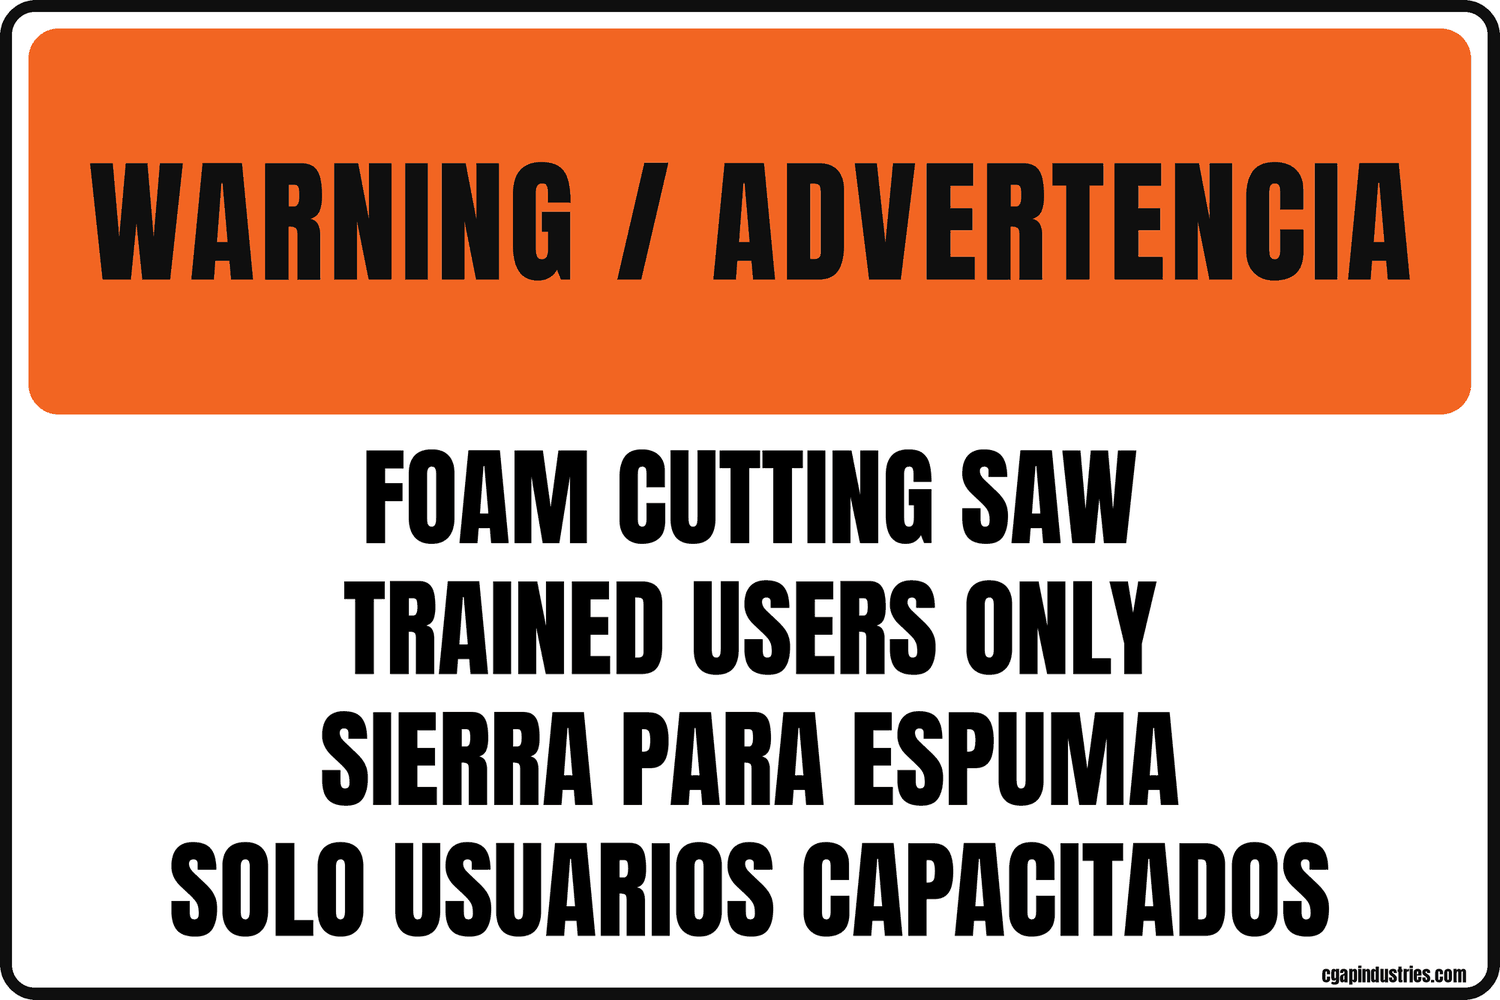 WARNING / ADVERTENCIA
FOAM CUTTING SAW
TRAINED USERS ONLY
SIERRA PARA ESPUMA
SOLO USUARIOS CAPACITADOS
cgapindustries.com